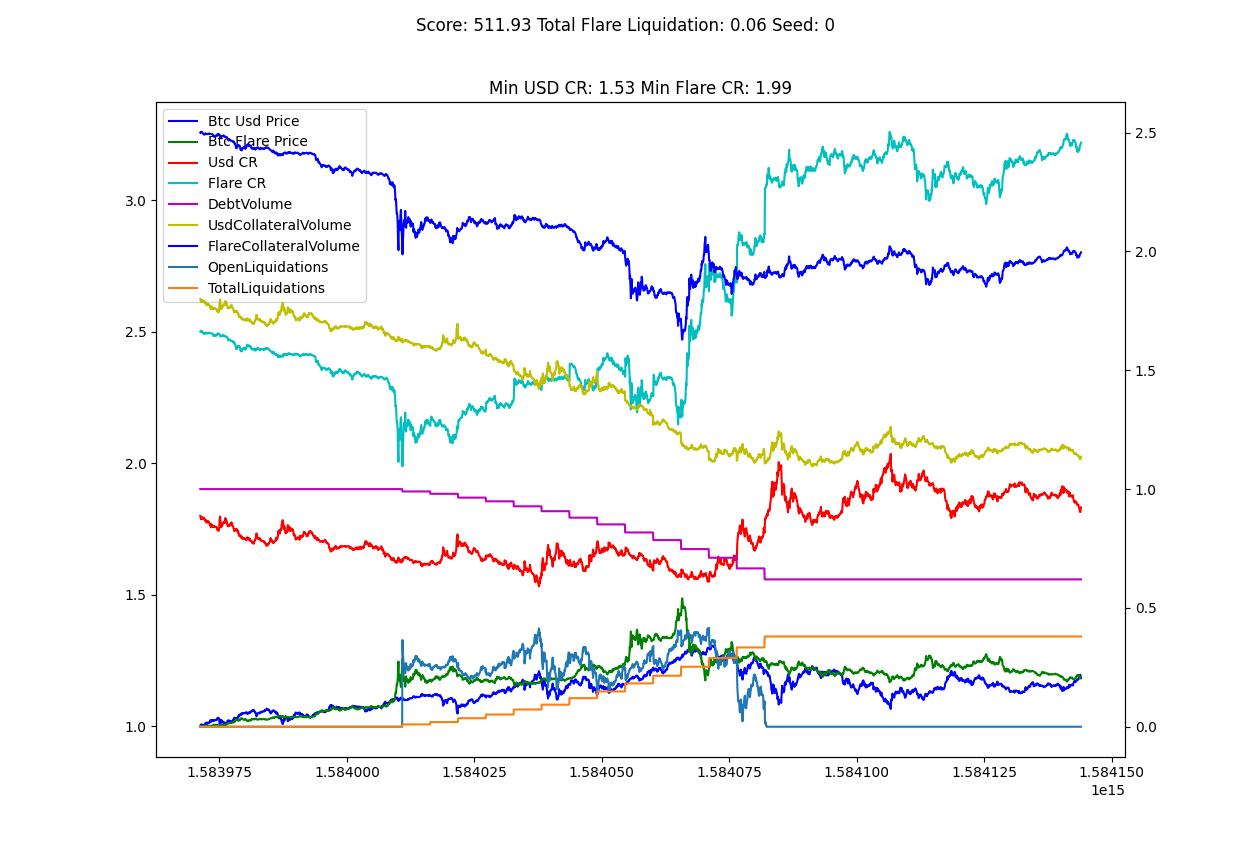 Score: 511.93 Total Flare Liquidation: 0.06 Seed: 0
Min USD CR: 1.53 Min Flare CR: 1.99
Btc Usd Price
Btc Flare Price
Usd CR
Flare CR
DebtVolume
UsdCollateralVolume
FlareCollateralVolume
OpenLiquidations
TotalLiquidations
3.0
2.5
2.0
1.5
1.0
2.5
2.0
1.5
1.0
0.5
0.0
1.583975 1.584000 1.584025 1.584050 1.584075 1.584100 1.584125 1.584150
1e15